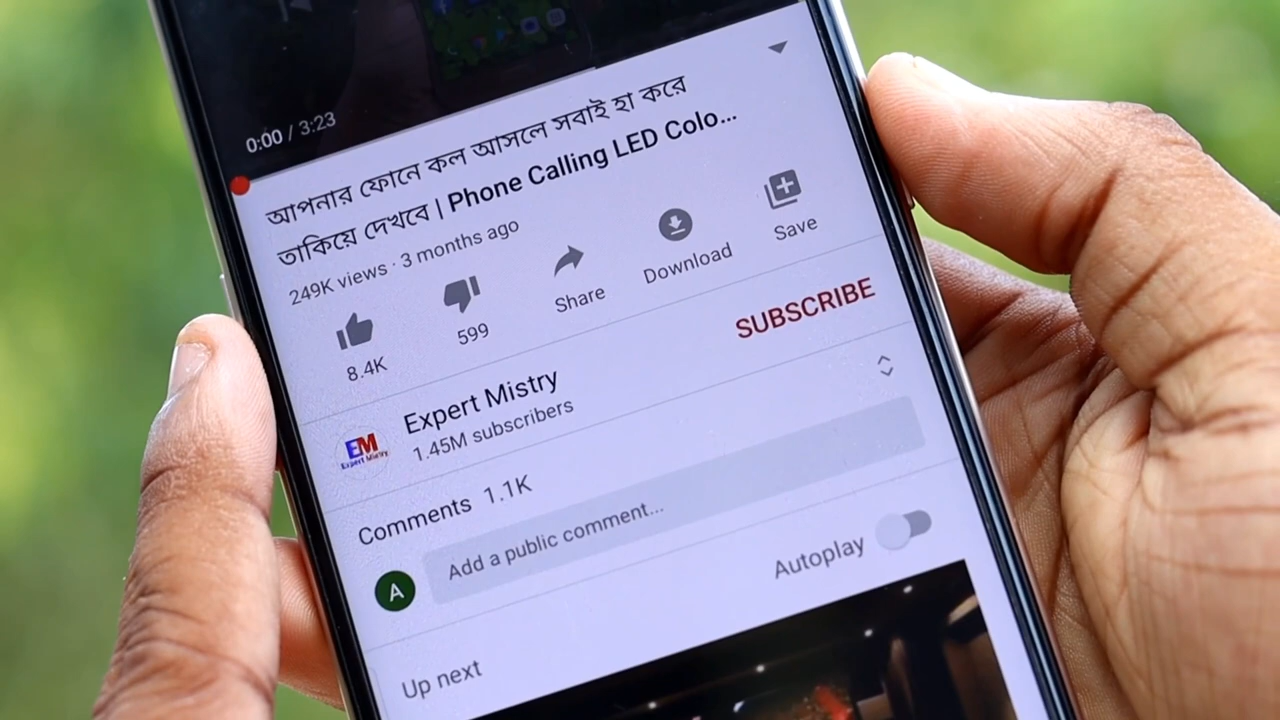 0:00 / 3:23
আপনার ফোনে কল আসলে সবাই হা করে
তাকিয়ে দেখবে | Phone Calling LED Colo...
249K views · 3 months ago
8.4K
599
Share
Download
Save
EM
Expert Mistry
Expert Mistry
1.45M subscribers
SUBSCRIBE
Comments 1.1K
A
Add a public comment...
Autoplay
Up next